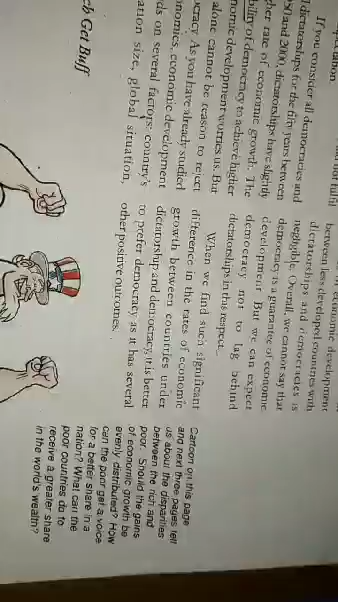 If you consider all democracies and
dictatorships for the fifty years between
1950 and 2000, dictatorships have slightly
higher rate of economic growth. The
ability of democracy to achieve higher
economic development worries us. But
alone cannot be reason to reject
democracy. As you have already studied
economics, economic development
depends on several factors: country's
population size, global situation,
economic development
between less developed countries with
dictatorships and democracies is
negligible. Overall, we cannot say that
democracy is a guarantee of economic
development. But we can expect
democracy not to lag behind
dictatorships in this respect.
When we find such significant
difference in the rates of economic
growth between countries under
dictatorship and democracy, it is better
to prefer democracy as it has several
other positive outcomes.
Cartoon on this page
and next three pages tell
us about the disparities
between the rich and
poor. Should the gains
of economic growth be
evenly distributed? How
can the poor get a voice
for a better share in a
nation? What can the
poor countries do to
receive a greater share
in the world's wealth?
Get Buff